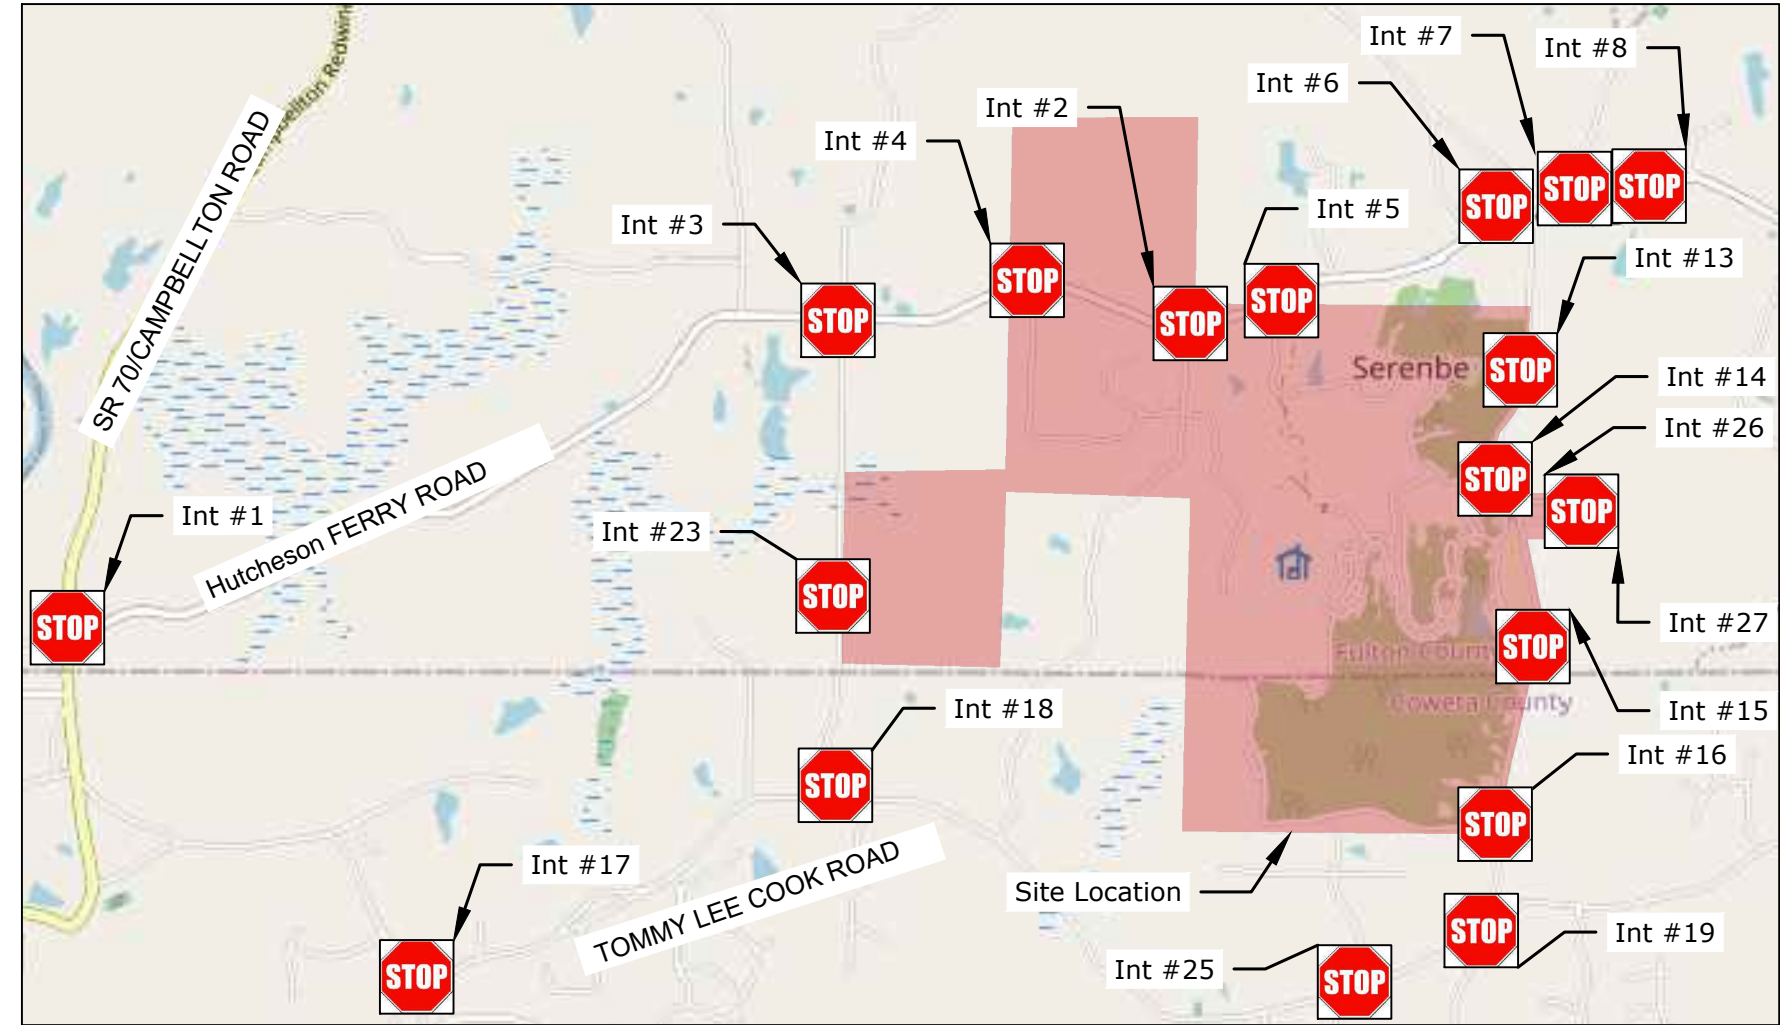 Int #7
Int #8
Campbellton Redwin
Int #6
Int #2
Int #4
STOP
STOP
STOP
SR 70/CAMPBELLTON ROAD
Int #5
Int #3
Int #13
STOP
STOP
STOP
STOP
Serenbe
STOP
Int #14
Int #26
Hutcheson FERRY ROAD
STOP
STOP
Int #1
Int #23
STOP
STOP
Int #27
STOP
Fulton County
Coweta County
Int #18
Int #15
Int #16
STOP
STOP
Int #17
TOMMY LEE COOK ROAD
Site Location
STOP
Int #19
STOP
Int #25
STOP